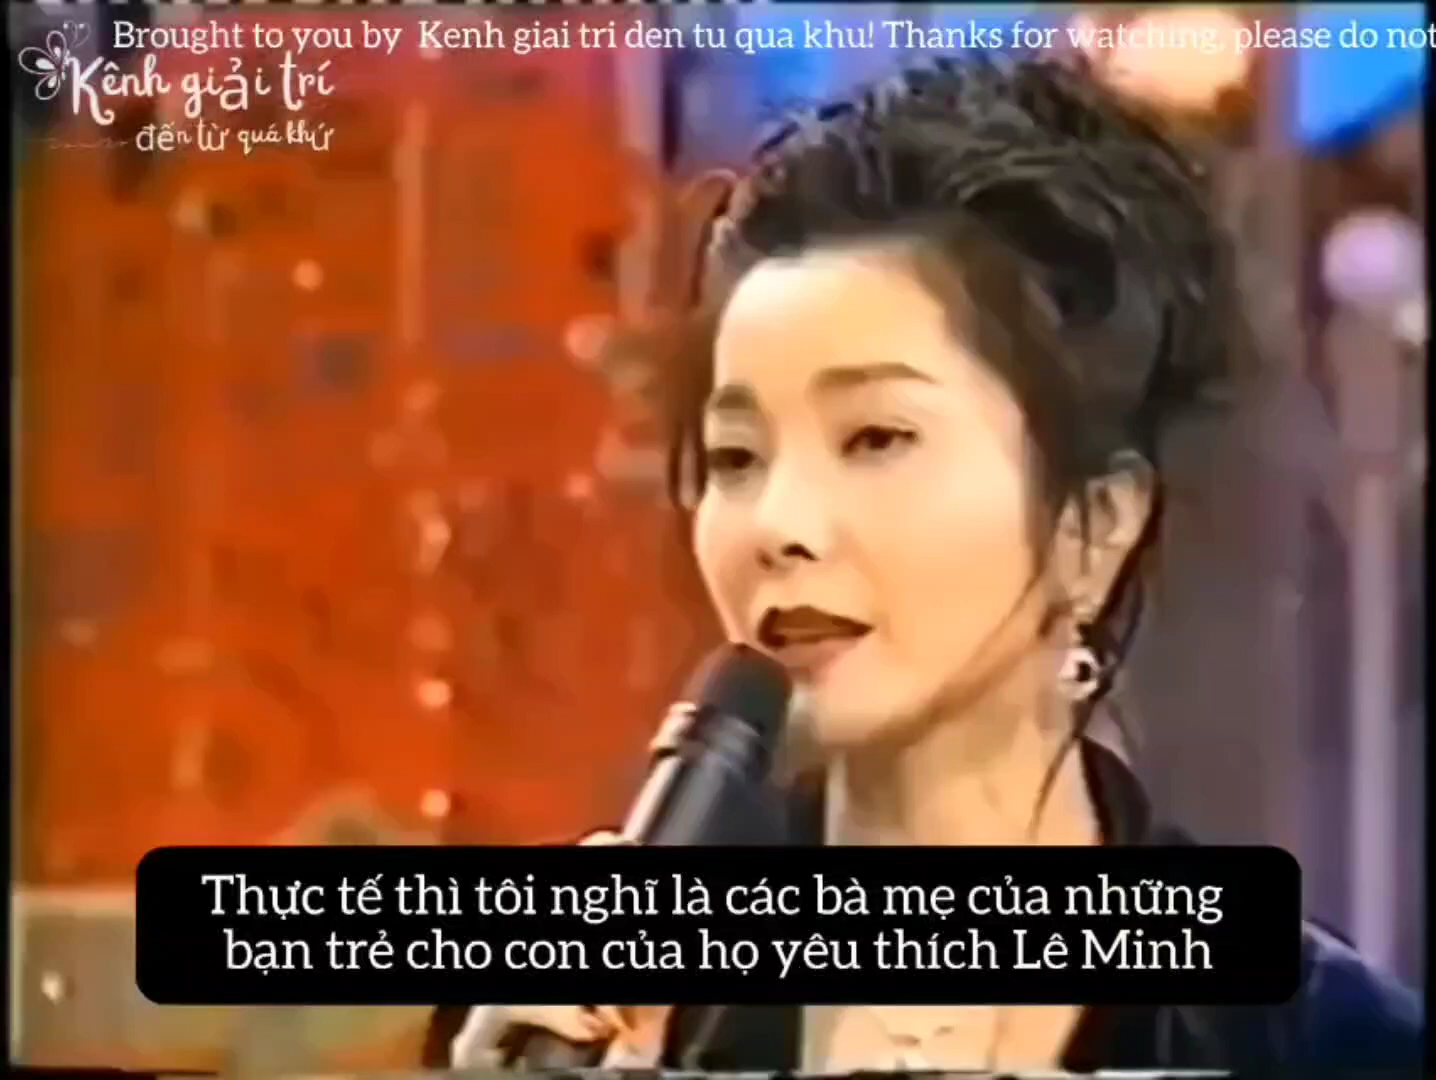 Brought to you by Kenh giai tri den tu qua khu! Thanks for watching, please do not
Kênh giải trí
đến từ quá khứ
Thực tế thì tôi nghĩ là các bà mẹ của những
bạn trẻ cho con của họ yêu thích Lê Minh